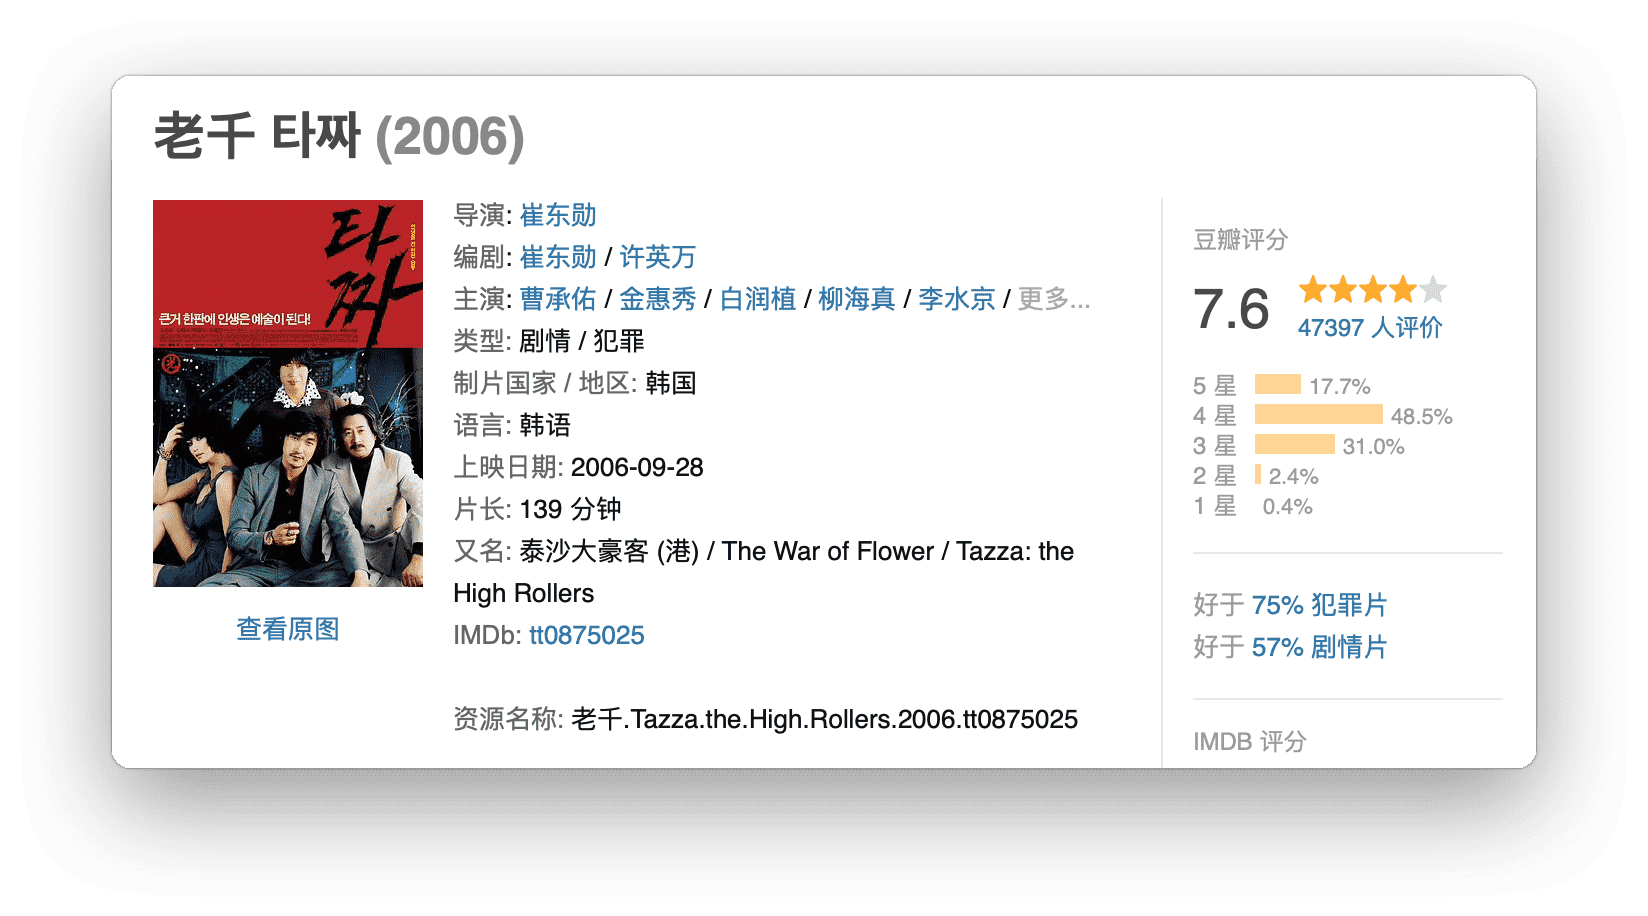 老千 타짜 (2006)
타
짜
큰거 한판에 인생은 예술이 된다!
查看原图
导演: 崔东勋
编剧: 崔东勋 / 许英万
主演: 曹承佑 / 金惠秀 / 白润植 / 柳海真 / 李水京 / 更多...
类型: 剧情 / 犯罪
制片国家 / 地区: 韩国
语言: 韩语
上映日期: 2006-09-28
片长: 139 分钟
又名: 泰沙大豪客 (港) / The War of Flower / Tazza: the
High Rollers
IMDb: tt0875025
资源名称: 老千.Tazza.the.High.Rollers.2006.tt0875025
豆瓣评分
7.6
47397 人评价
5 星 17.7%
4 星 48.5%
3 星 31.0%
2 星 2.4%
1 星 0.4%
好于 75% 犯罪片
好于 57% 剧情片
IMDB 评分